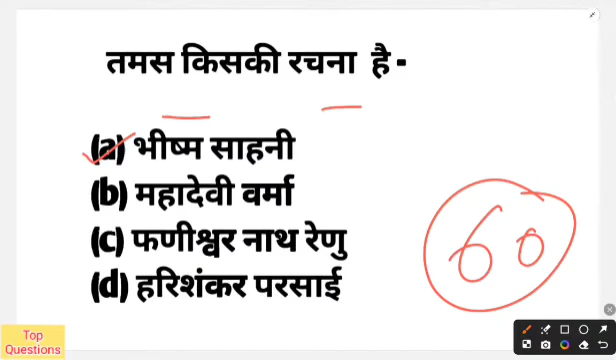 तमस किसकी रचना है -
(a) भीष्म साहनी
(b) महादेवी वर्मा
(c) फणीश्वर नाथ रेणु
(d) हरिशंकर परसाई
60
Top
Questions